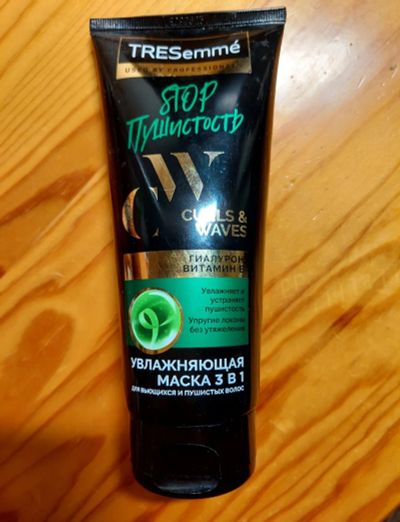 TRESemmé
USED BY PROFESSIONALS
STOP
Пушистость
CW
CURLS &
WAVES
ГИАЛУРОН
ВИТАМИН Е
Увлажняет и
устраняет
пушистость
Упругие локоны
без утяжеления
УВЛАЖНЯЮЩАЯ
МАСКА 3 В 1
ДЛЯ ВЬЮЩИХСЯ И ПУШИСТЫХ ВОЛОС